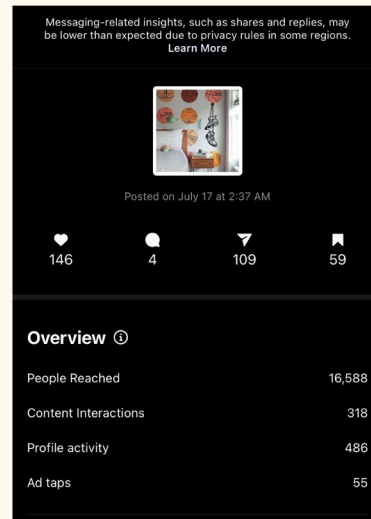 Messaging-related insights, such as shares and replies, may
be lower than expected due to privacy rules in some regions.
Learn More
Posted on July 17 at 2:37 AM
146 4 109 59
Overview
People Reached 16,588
Content Interactions 318
Profile activity 486
Ad taps 55